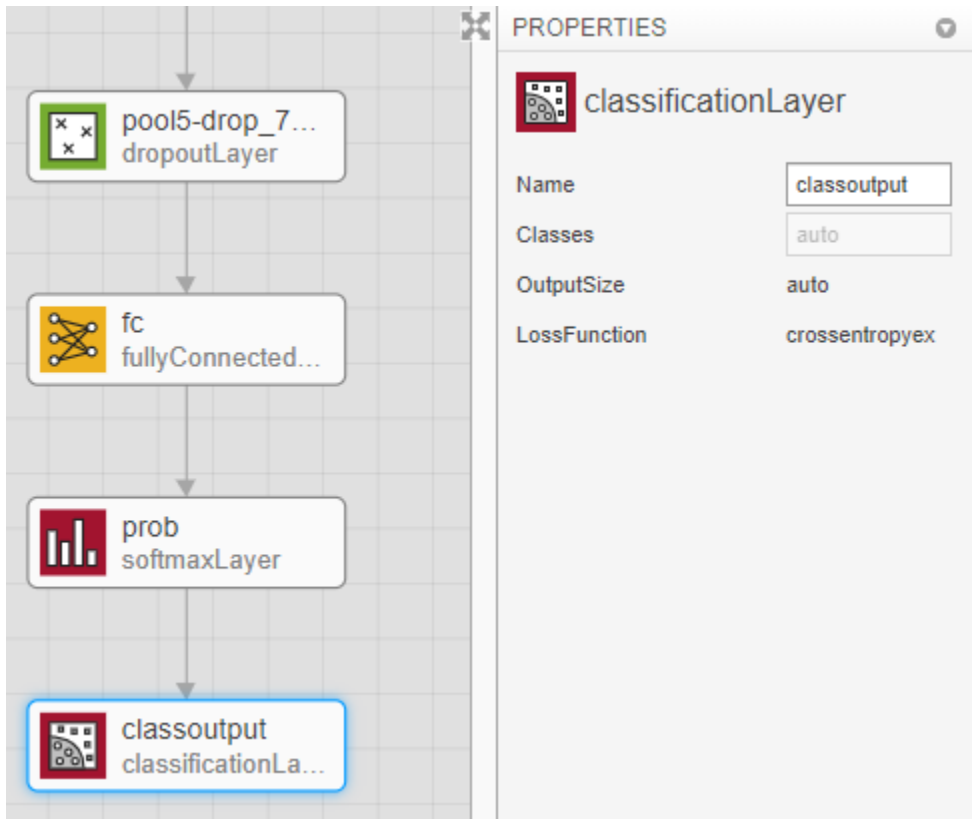 pool5-drop_7...
dropoutLayer
fc
fullyConnected...
prob
softmaxLayer
classoutput
classificationLa...
PROPERTIES
classificationLayer
Name classoutput
Classes auto
OutputSize auto
LossFunction crossentropyex